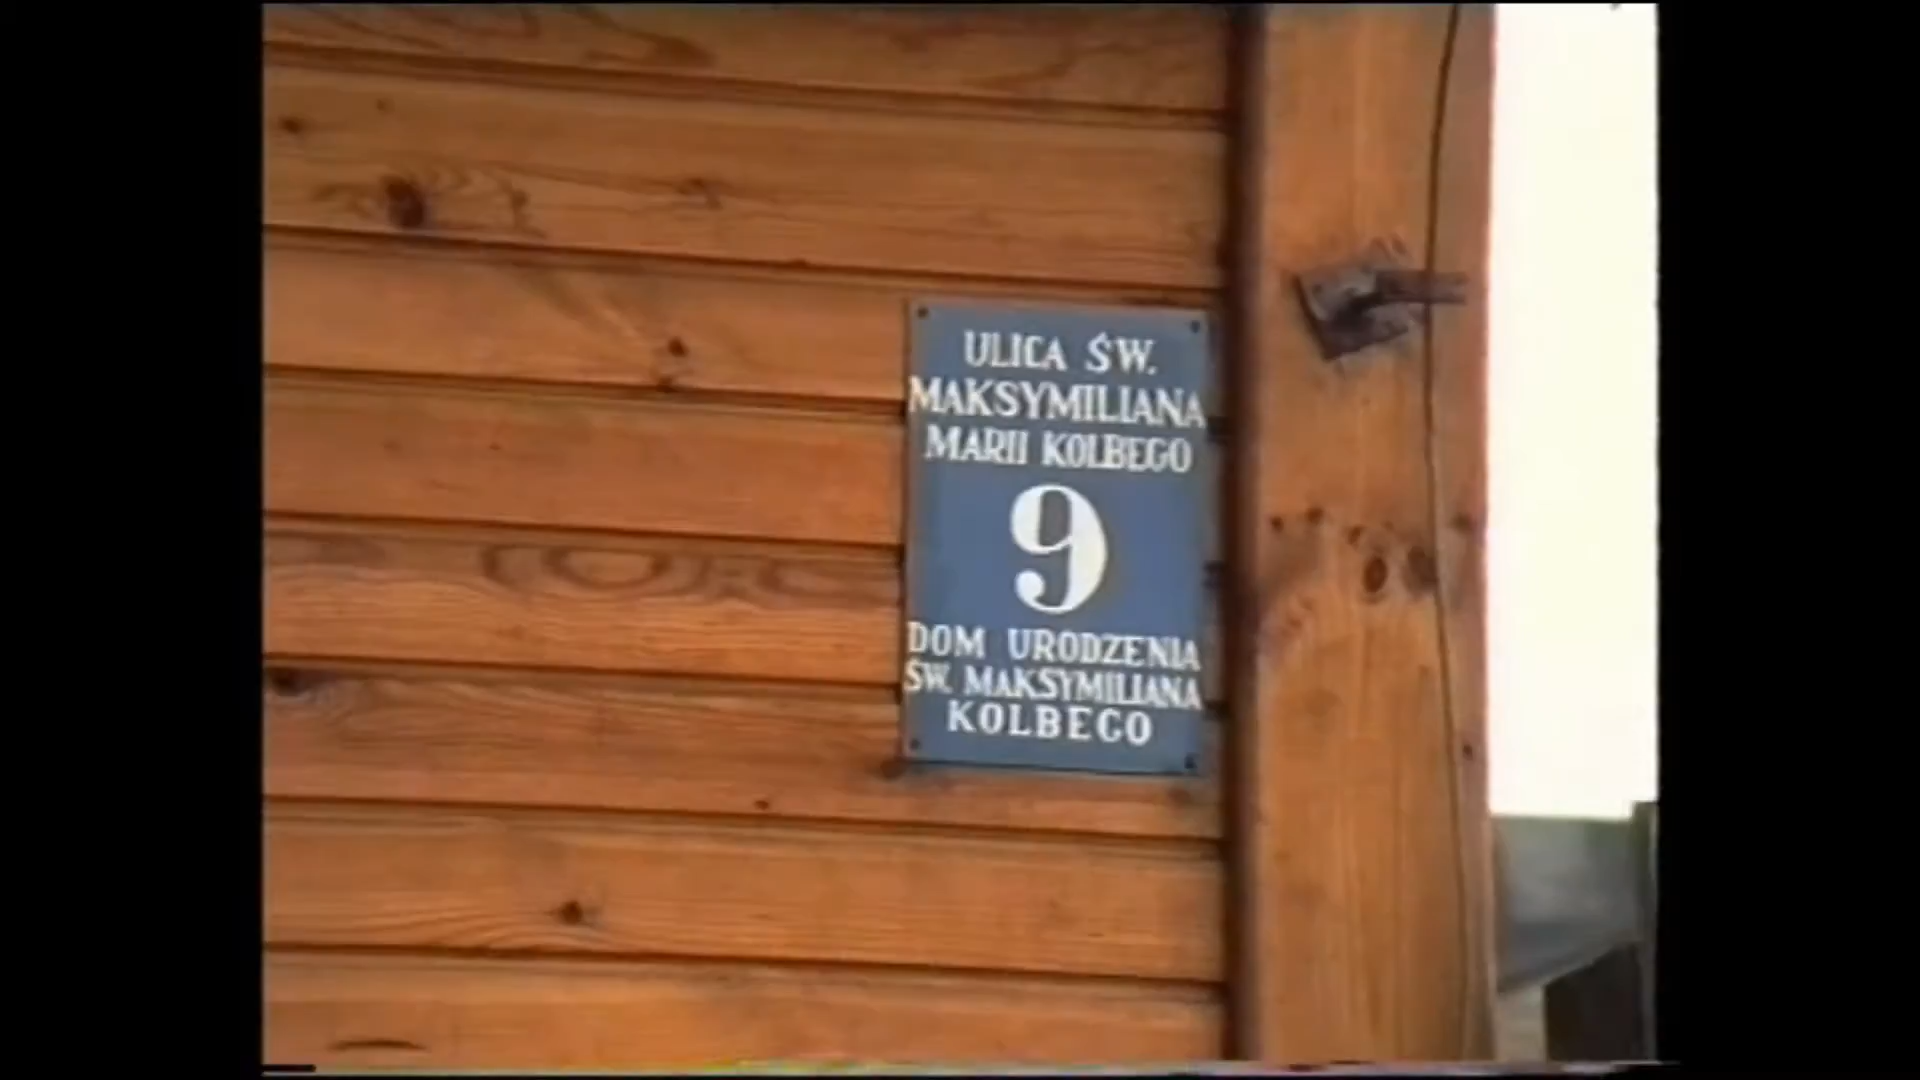 ULICA ŚW.
MAKSYMILIANA
MARII KOLBEGO
9
DOM URODZENIA
ŚW. MAKSYMILIANA
KOLBEGO